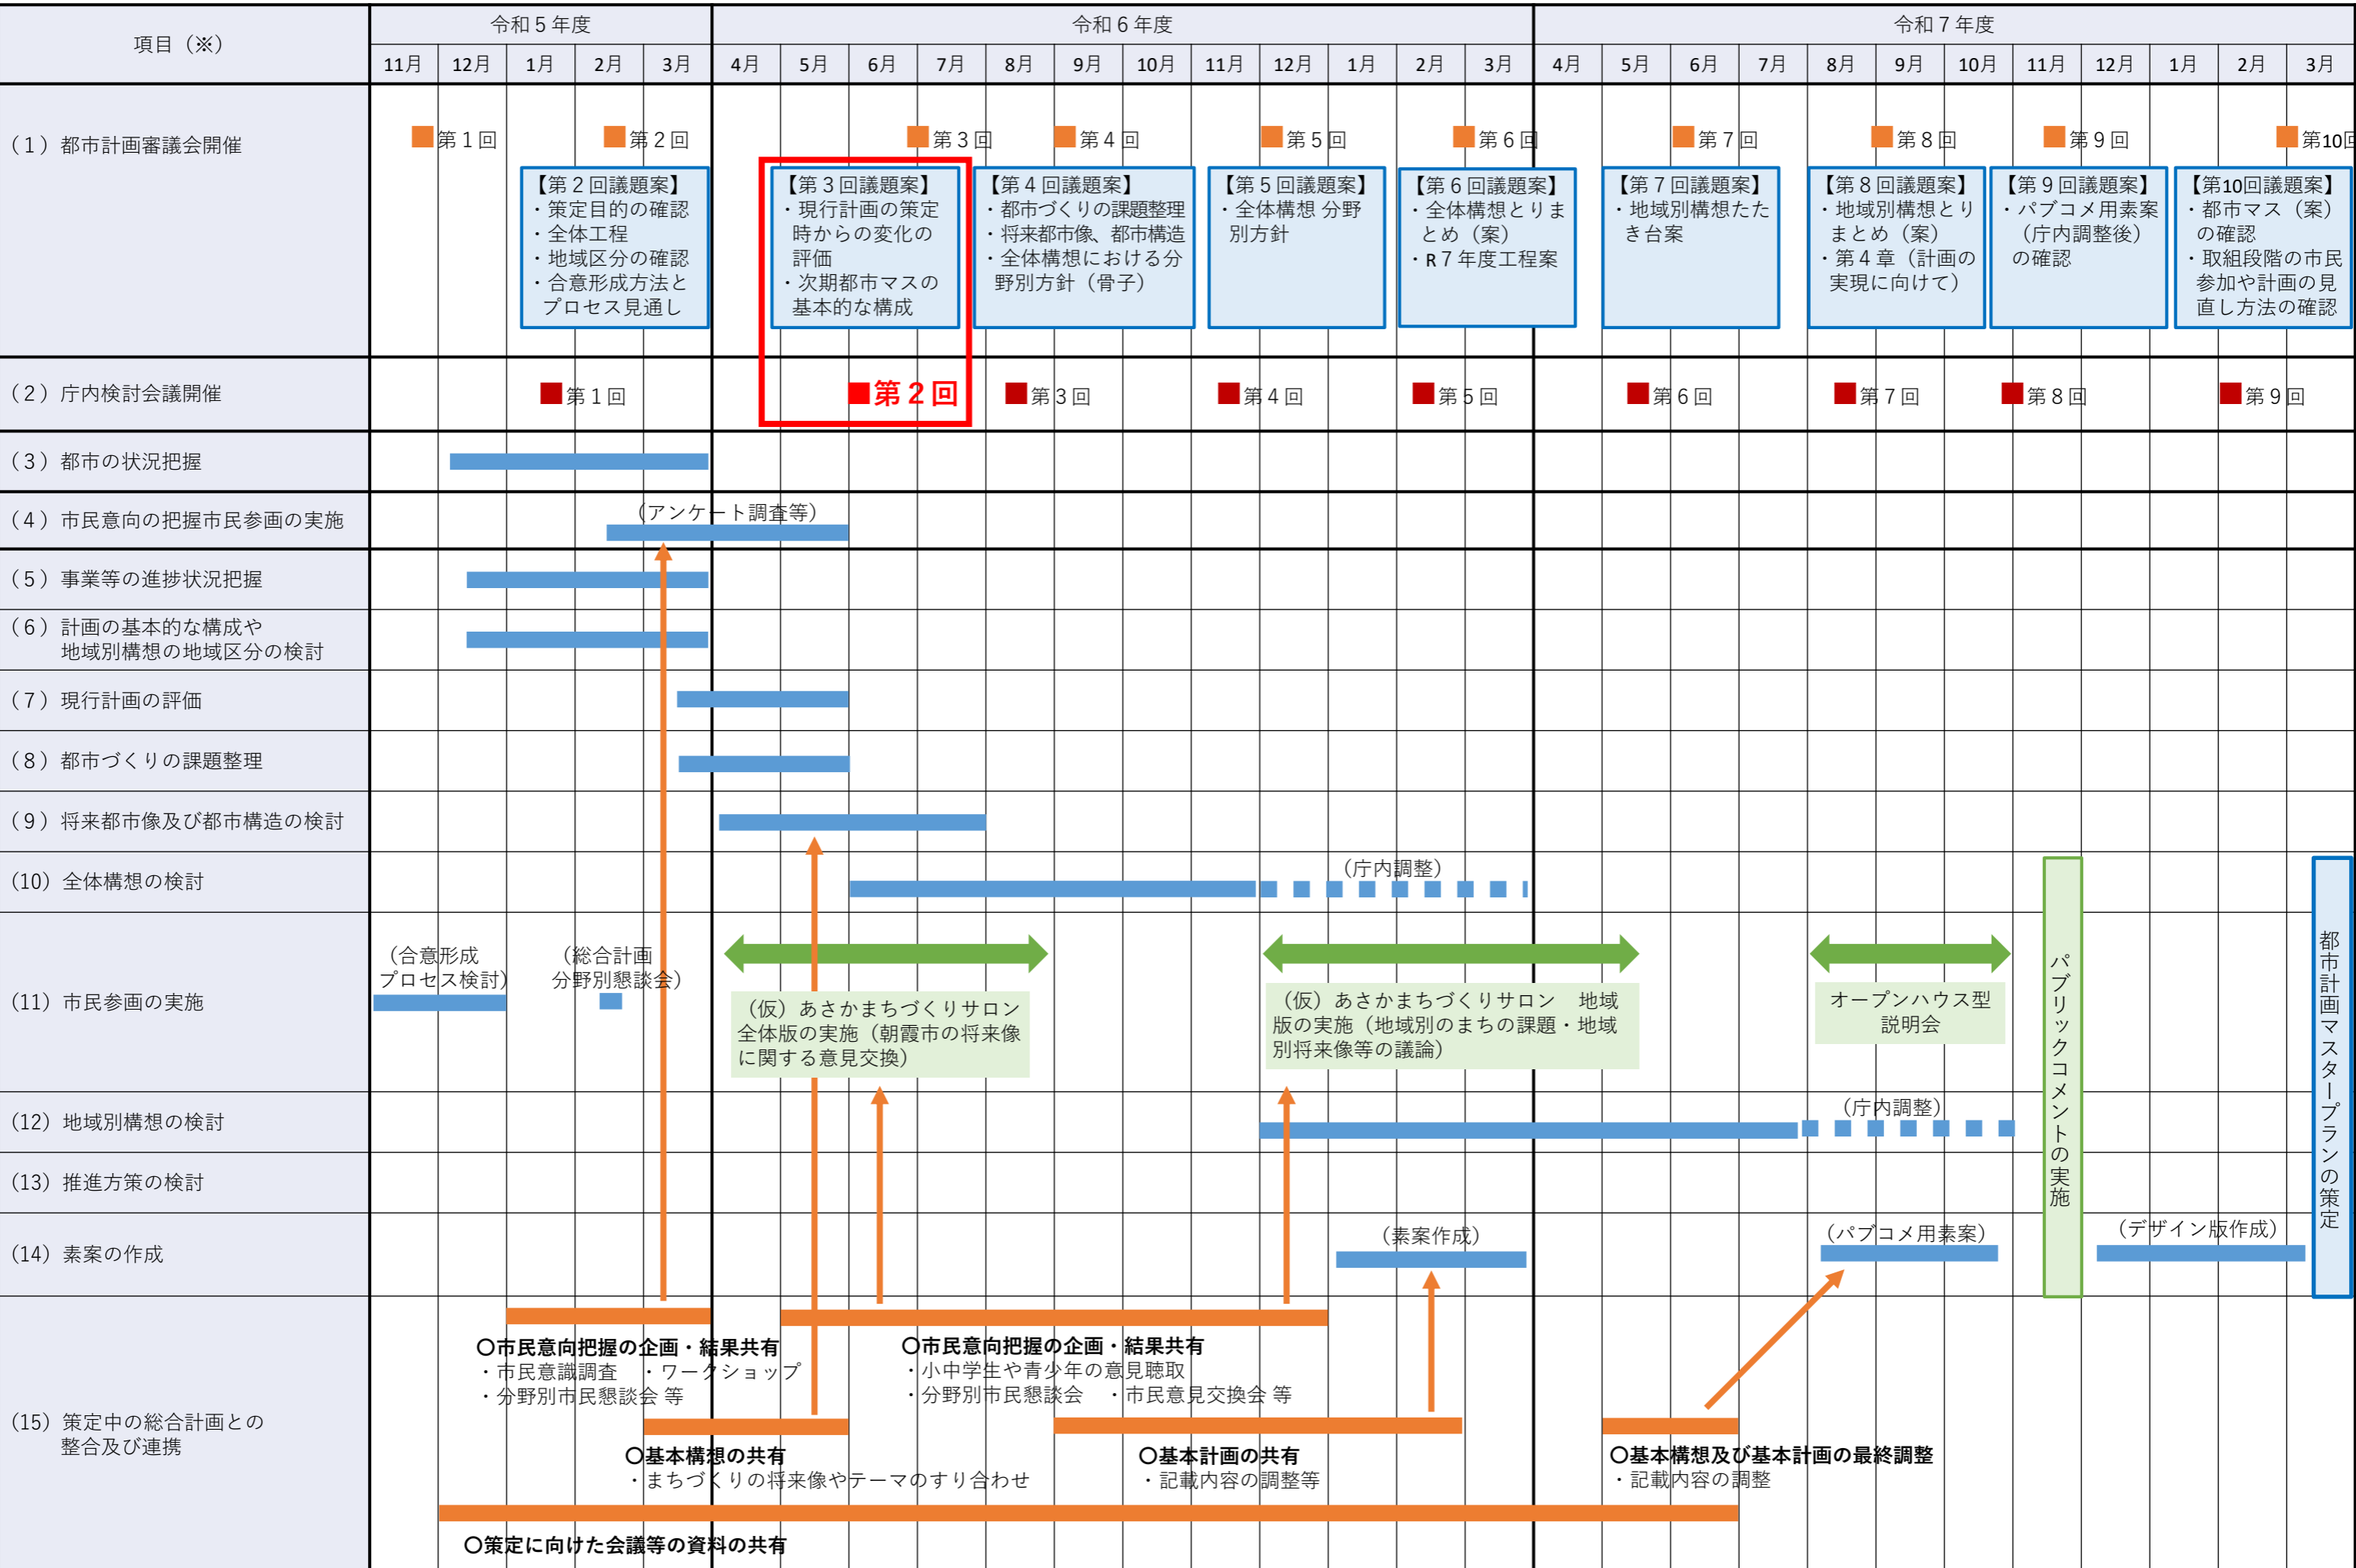 項目（※）
令和５年度
令和６年度
令和７年度
11月 12月 1月 2月 3月 4月 5月 6月 7月 8月 9月 10月 11月 12月 1月 2月 3月 4月 5月 6月 7月 8月 9月 10月 11月 12月 1月 2月 3月
（１）都市計画審議会開催
第１回 第２回 第３回 第４回 第５回 第６回 第７回 第８回 第９回 第10回
【第２回議題案】
・策定目的の確認
・全体工程
・地域区分の確認
・合意形成方法と
プロセス見通し
【第３回議題案】
・現行計画の策定
時からの変化の
評価
・次期都市マスの
基本的な構成
【第４回議題案】
・都市づくりの課題整理
・将来都市像、都市構造
・全体構想における分
野別方針（骨子）
【第５回議題案】
・全体構想 分野
別方針
【第６回議題案】
・全体構想とりま
とめ（案）
・R７年度工程案
【第７回議題案】
・地域別構想たた
き台案
【第８回議題案】
・地域別構想とり
まとめ（案）
・第４章（計画の
実現に向けて）
【第９回議題案】
・パブコメ用素案
（庁内調整後）
の確認
【第10回議題案】
・都市マス（案）
の確認
・取組段階の市民
参加や計画の見
直し方法の確認
（２）庁内検討会議開催
第１回 第２回 第３回 第４回 第５回 第６回 第７回 第８回 第９回
（３）都市の状況把握
（４）市民意向の把握市民参画の実施
（アンケート調査等）
（５）事業等の進捗状況把握
（６）計画の基本的な構成や
地域別構想の地域区分の検討
（７）現行計画の評価
（８）都市づくりの課題整理
（９）将来都市像及び都市構造の検討
（10）全体構想の検討
（庁内調整）
（11）市民参画の実施
（合意形成
プロセス検討）
（総合計画
分野別懇談会）
（仮）あさかまちづくりサロン
全体版の実施（朝霞市の将来像
に関する意見交換）
（仮）あさかまちづくりサロン　地域
版の実施（地域別のまちの課題・地域
別将来像等の議論）
オープンハウス型
説明会
パブリックコメントの実施
都市計画マスタープランの策定
（12）地域別構想の検討
（庁内調整）
（13）推進方策の検討
（14）素案の作成
（素案作成）
（パブコメ用素案）
（デザイン版作成）
（15）策定中の総合計画との
整合及び連携
〇市民意向把握の企画・結果共有
・市民意識調査　・ワークショップ
・分野別市民懇談会 等
〇市民意向把握の企画・結果共有
・小中学生や青少年の意見聴取
・分野別市民懇談会　・市民意見交換会 等
〇基本構想の共有
・まちづくりの将来像やテーマのすり合わせ
〇基本計画の共有
・記載内容の調整等
〇基本構想及び基本計画の最終調整
・記載内容の調整
〇策定に向けた会議等の資料の共有